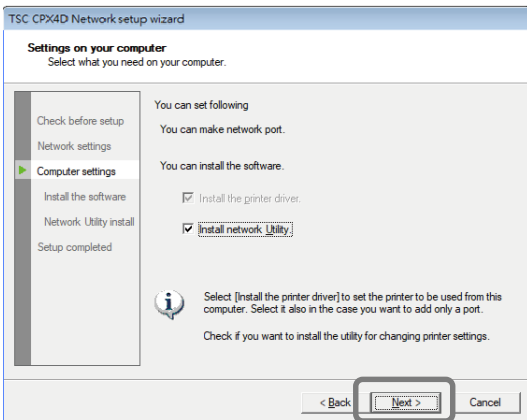 TSC CPX4D Network setup wizard
Settings on your computer
Select what you need on your computer.
Check before setup
Network settings
Computer settings
Install the software
Network Utility install
Setup completed
You can set following
You can make network port.
You can install the software.
Install the printer driver.
Install network Utility.
Select [Install the printer driver] to set the printer to be used from this
computer. Select it also in the case you want to add only a port.
Check if you want to install the utility for changing printer settings.
< Back
Next >
Cancel